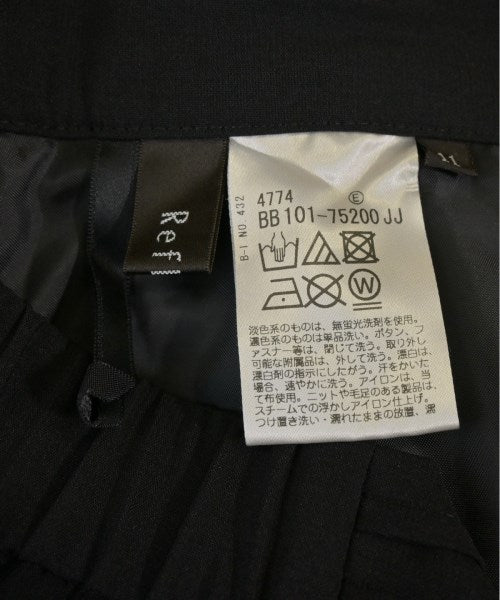 Ret
B-I NO 432
4774
E
BB 101-75200 JJ
W
淡色系のものは、無蛍光洗剤を使用。
濃色系のものは単品洗い。ボタン、フ
ァスナー等は、閉じて洗う。取り外し
可能な附属品は、外して洗う。漂白は、
漂白剤の指示にしたがう。汗をかいた
場合、速やかに洗う。アイロンは、当
て布使用。ニットや毛足のある製品は、
スチームでの浮かしアイロン仕上げ。
つけ置き洗い・濡れたままの放置、濡
11